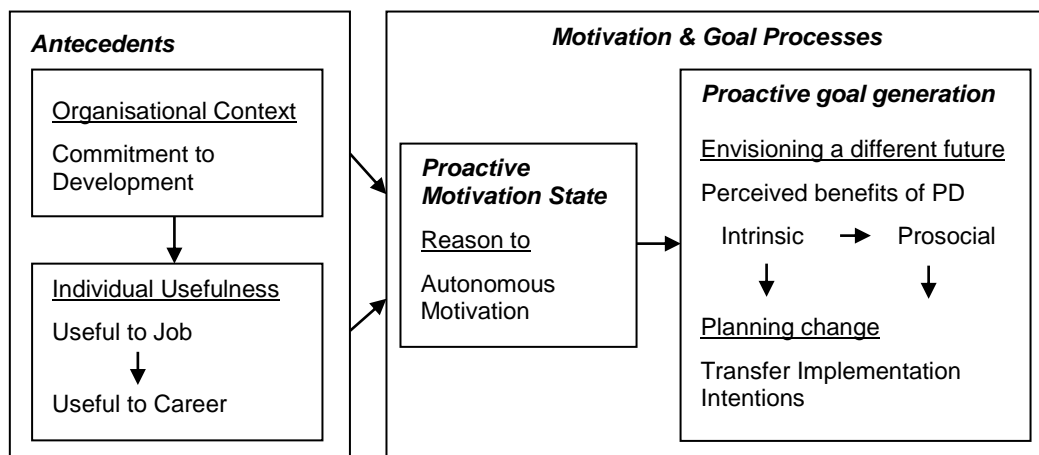 Antecedents
Organisational Context
Commitment to
Development
Individual Usefulness
Useful to Job
Useful to Career
Motivation & Goal Processes
Proactive
Motivation State
Reason to
Autonomous
Motivation
Proactive goal generation
Envisioning a different future
Perceived benefits of PD
Intrinsic Prosocial
Planning change
Transfer Implementation
Intentions